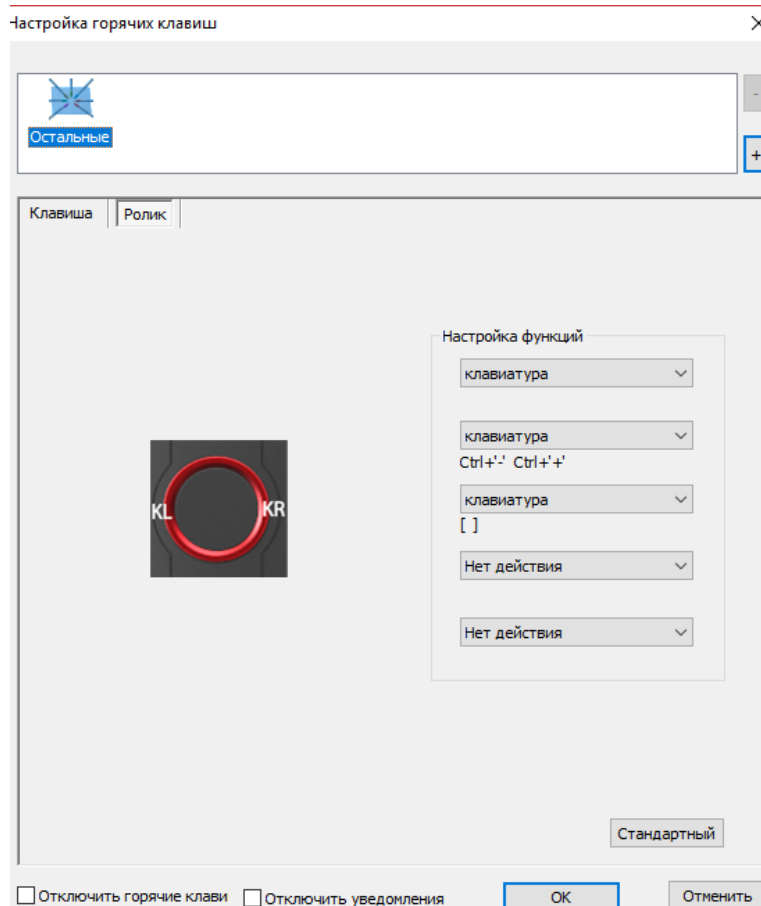 Настройка горячих клавиш
-
Остальные
+
Клавиша Ролик
Настройка функций
клавиатура
клавиатура
Ctrl+'-' Ctrl+'+'
клавиатура
[ ]
KL KR
Нет действия
Нет действия
Стандартный
Отключить горячие клави Отключить уведомления OK Отменить